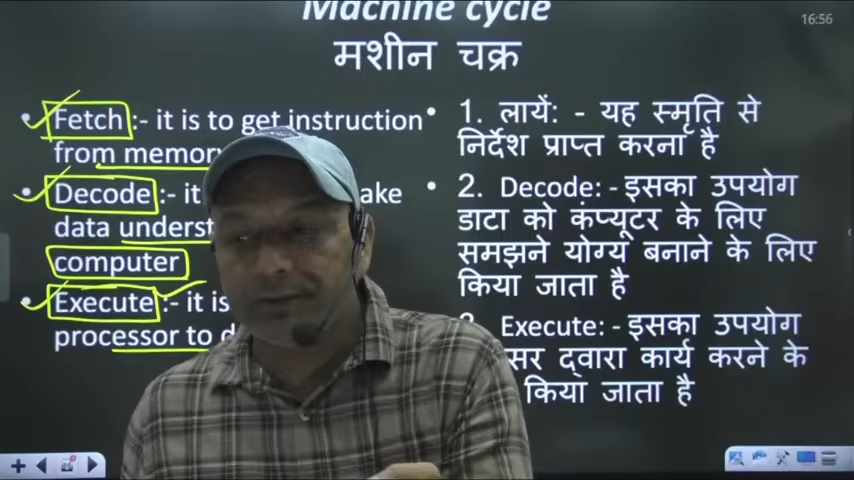 Machine cycle
मशीन चक्र
16:56
• Fetch :- it is to get instruction
from memory
• Decode :- it
ake
data underst
computer
• Execute :- it is
processor to d
• 1. लायें: - यह स्मृति से
निर्देश प्राप्त करना है
• 2. Decode: - इसका उपयोग
डाटा को कंप्यूटर के लिए
समझने योग्य बनाने के लिए
किया जाता है
3. Execute: - इसका उपयोग
सर द्वारा कार्य करने के
किया जाता है